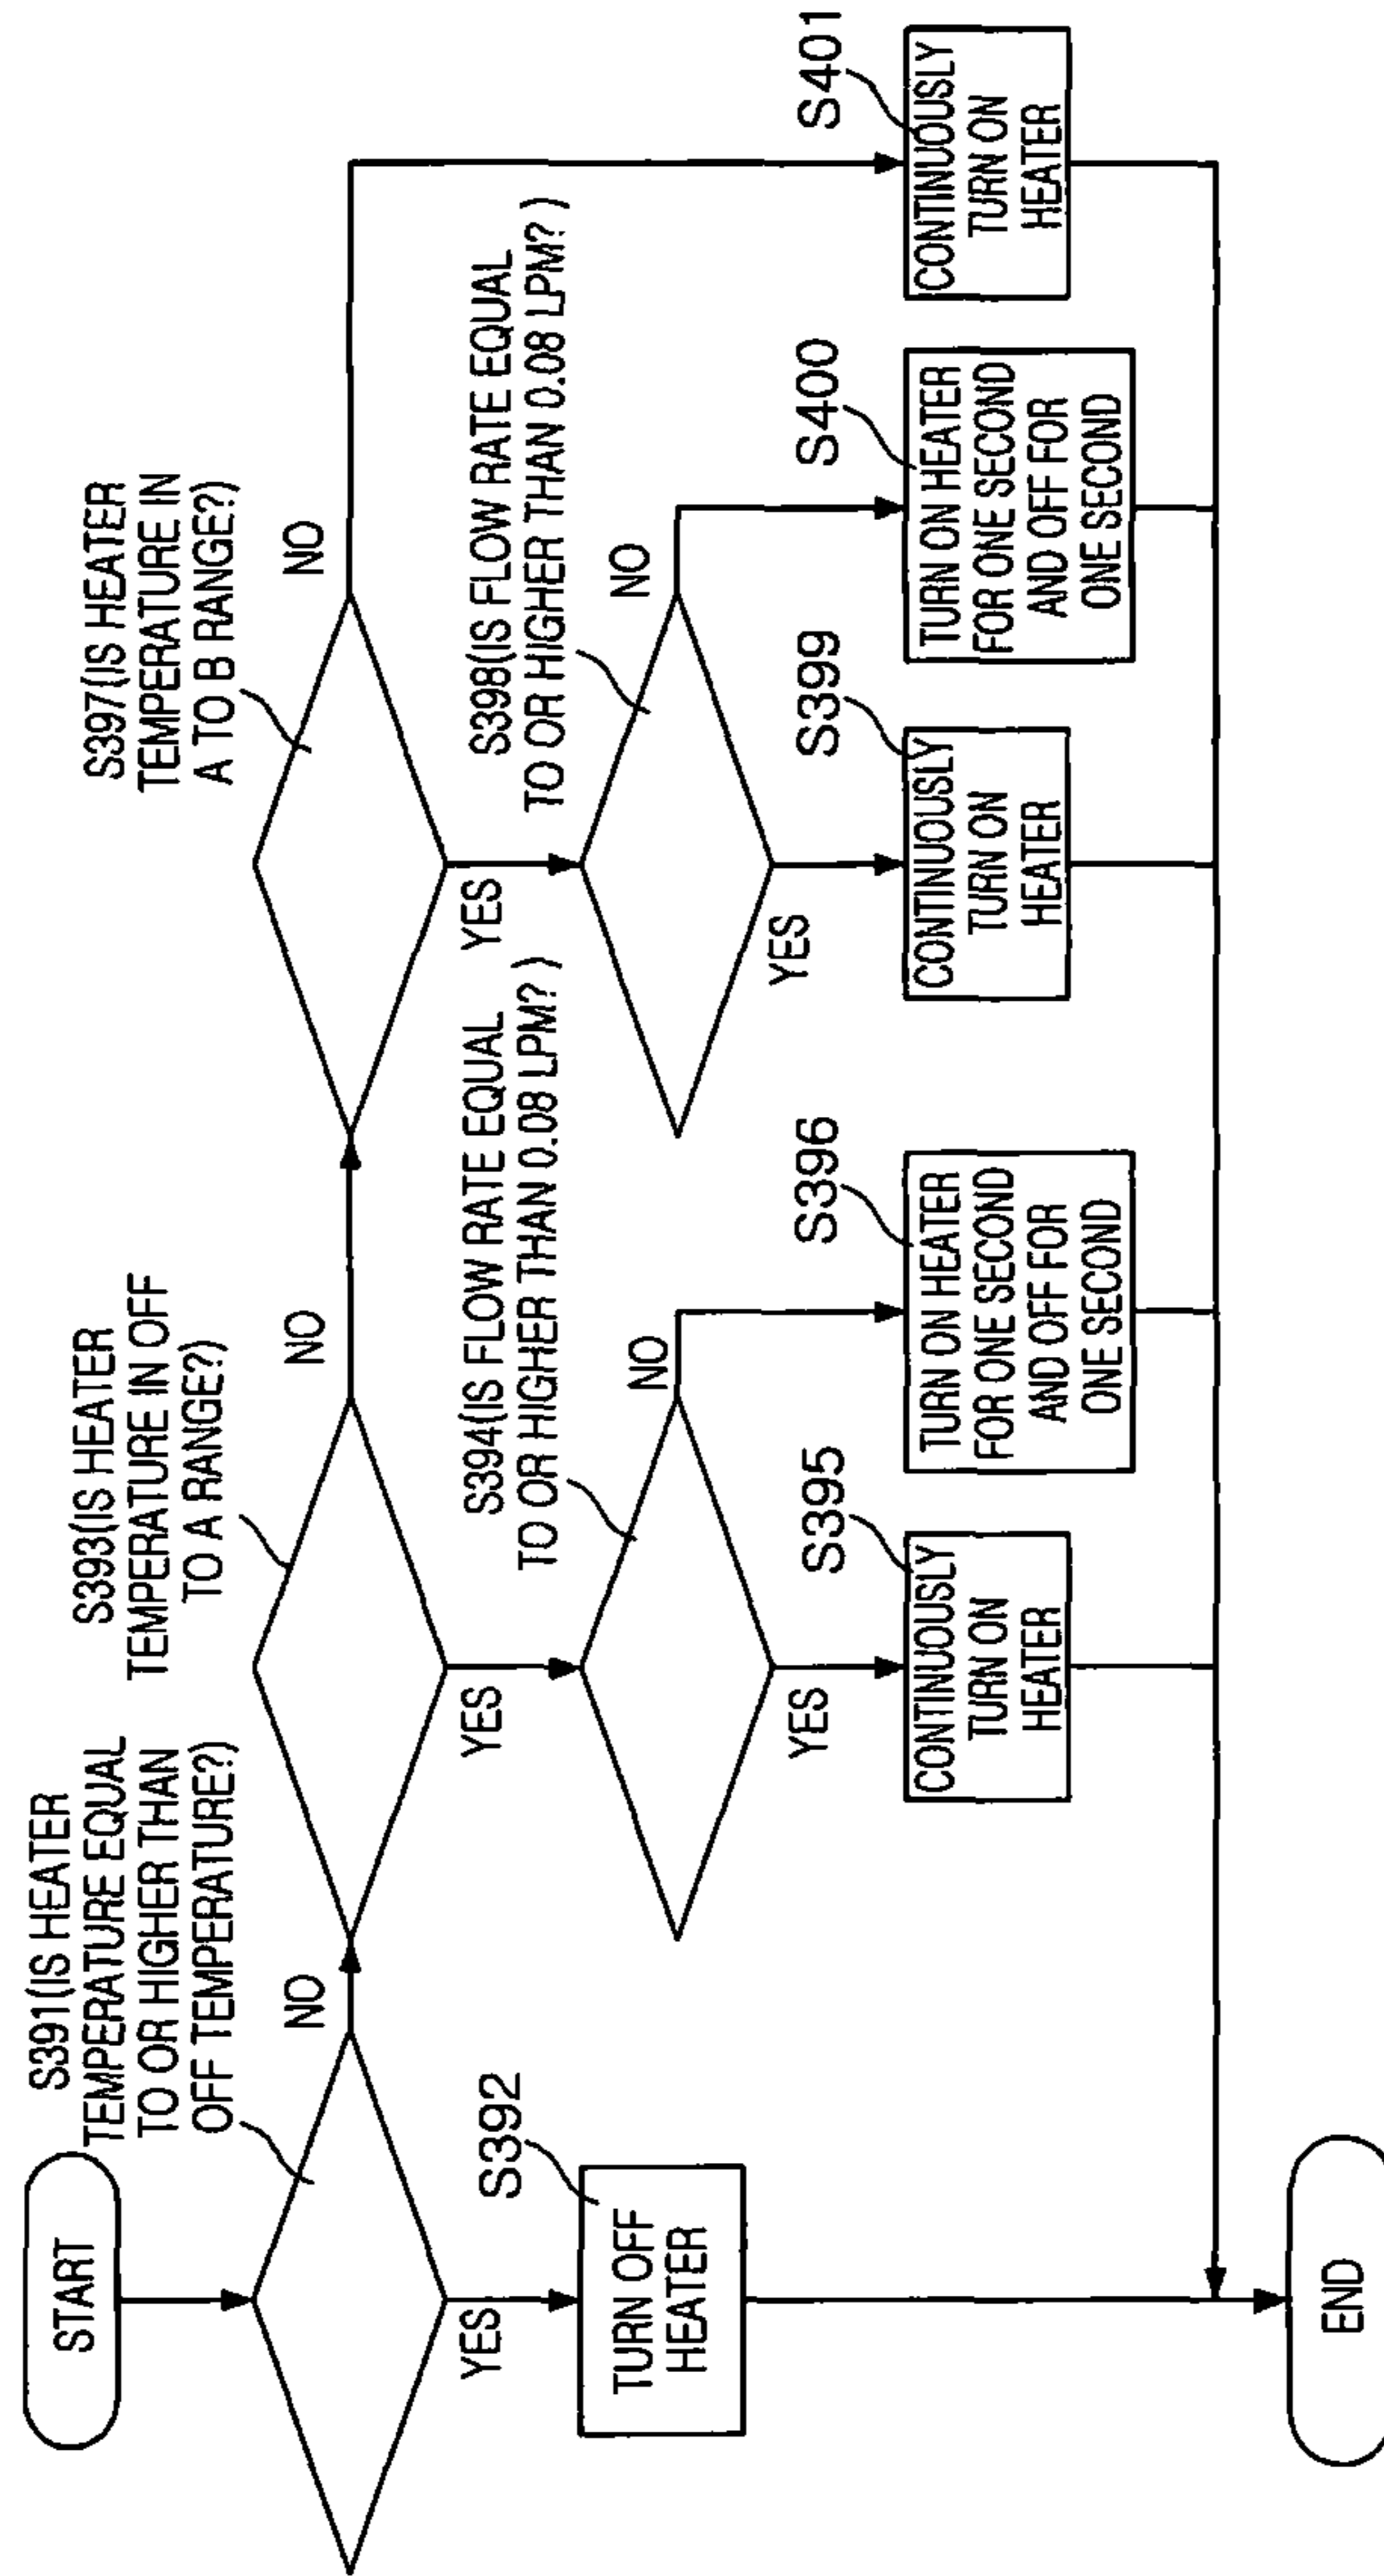 START
S391(IS HEATER
TEMPERATURE EQUAL
TO OR HIGHER THAN
OFF TEMPERATURE?)
NO
YES
S392
TURN OFF
HEATER
S393(IS HEATER
TEMPERATURE IN OFF
TO A RANGE?)
NO
YES
S394(IS FLOW RATE EQUAL
TO OR HIGHER THAN 0.08 LPM? )
NO
YES
S395
CONTINUOUSLY
TURN ON
HEATER
S396
TURN ON HEATER
FOR ONE SECOND
AND OFF FOR
ONE SECOND
S397(IS HEATER
TEMPERATURE IN
A TO B RANGE?)
NO
YES
S398(IS FLOW RATE EQUAL
TO OR HIGHER THAN 0.08 LPM? )
NO
YES
S399
CONTINUOUSLY
TURN ON
HEATER
S400
TURN ON HEATER
FOR ONE SECOND
AND OFF FOR
ONE SECOND
S401
CONTINUOUSLY
TURN ON
HEATER
END